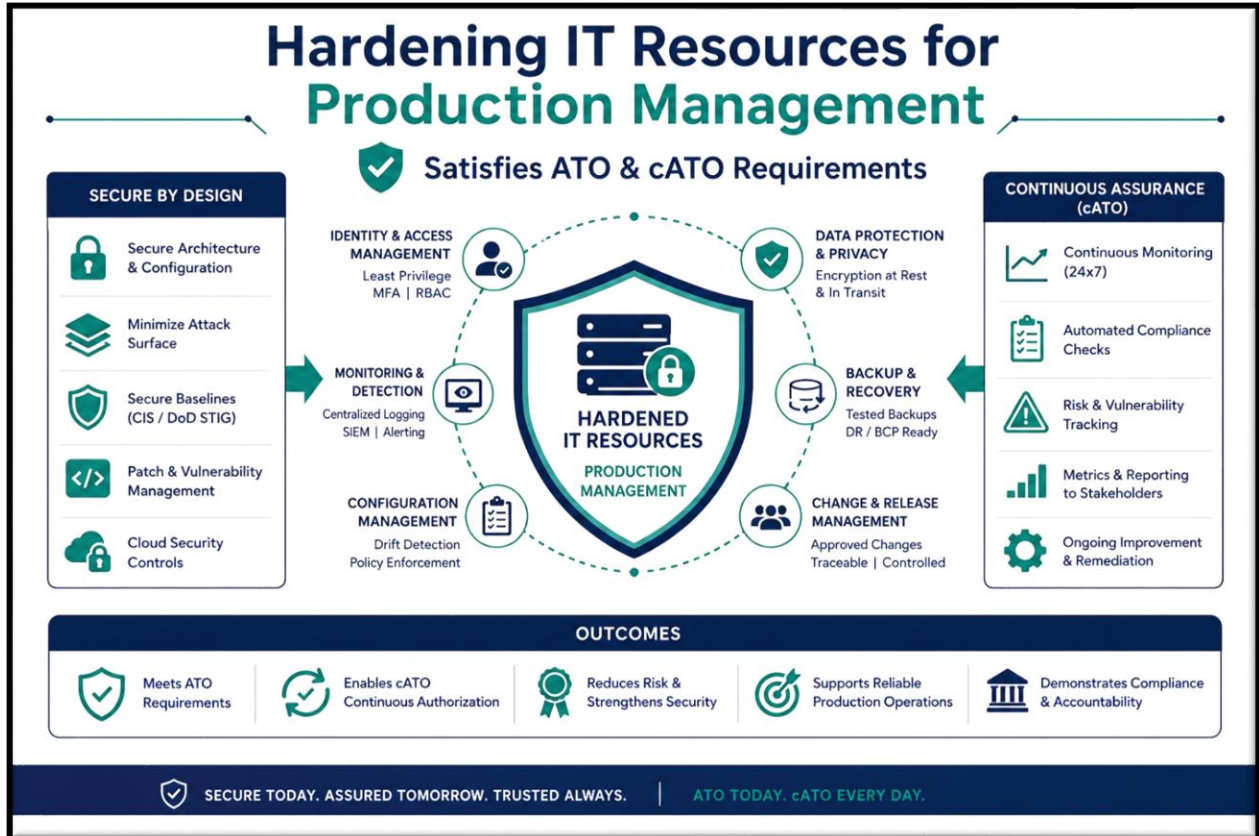 Hardening IT Resources for
Production Management
Satisfies ATO & cATO Requirements
SECURE BY DESIGN
Secure Architecture
& Configuration
Minimize Attack
Surface
Secure Baselines
(CIS / DoD STIG)
</>
Patch & Vulnerability
Management
Cloud Security
Controls
IDENTITY & ACCESS
MANAGEMENT
Least Privilege
MFA | RBAC
MONITORING &
DETECTION
Centralized Logging
SIEM | Alerting
CONFIGURATION
MANAGEMENT
Drift Detection
Policy Enforcement
HARDENED
IT RESOURCES
PRODUCTION
MANAGEMENT
DATA PROTECTION
& PRIVACY
Encryption at Rest
& In Transit
BACKUP &
RECOVERY
Tested Backups
DR / BCP Ready
CHANGE & RELEASE
MANAGEMENT
Approved Changes
Traceable | Controlled
CONTINUOUS ASSURANCE
(cATO)
Continuous Monitoring
(24x7)
Automated Compliance
Checks
Risk & Vulnerability
Tracking
Metrics & Reporting
to Stakeholders
Ongoing Improvement
& Remediation
OUTCOMES
Meets ATO
Requirements
Enables cATO
Continuous Authorization
Reduces Risk &
Strengthens Security
Supports Reliable
Production Operations
Demonstrates Compliance
& Accountability
SECURE TODAY. ASSURED TOMORROW. TRUSTED ALWAYS. | ATO TODAY. cATO EVERY DAY.